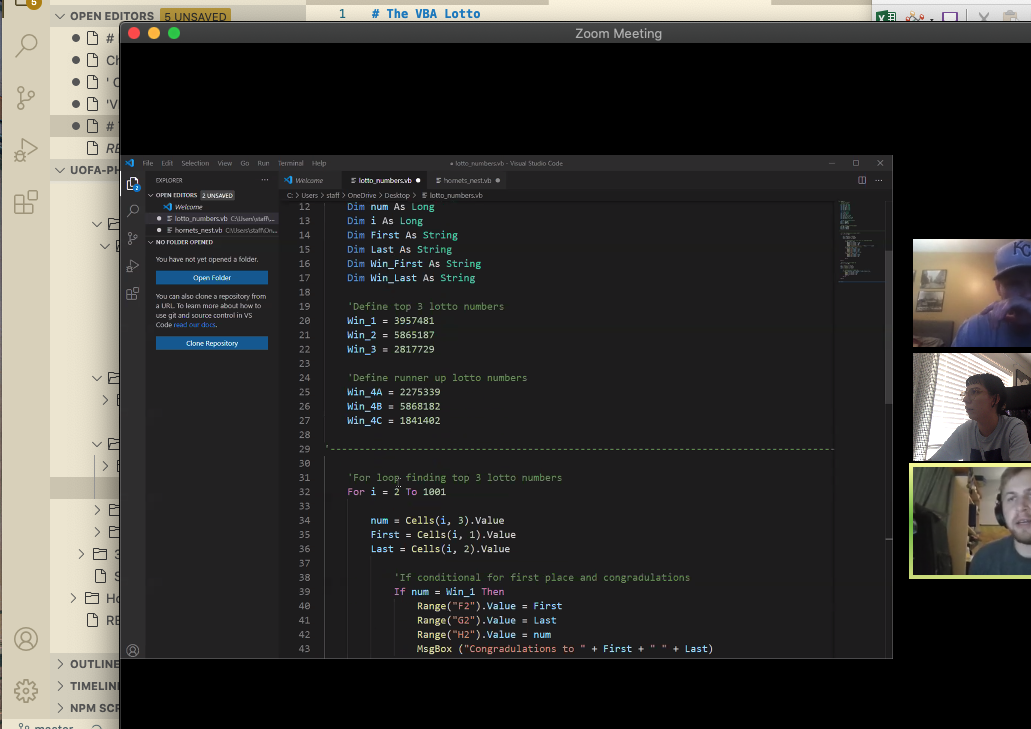 5
OPEN EDITORS
5 UNSAVED
1 # The VBA Lotto
#
Ch
'V
#
UOFA-PH
Ho
RE
OUTLINE
NPM SCR
master
Zoom Meeting
File Edit Selection View Go Run Terminal Help
● lotto_numbers.vb - Visual Studio Code
EXPLORER
Welcome
lotto_numbers.vb
hornets_nest.vb
OPEN EDITORS 2 UNSAVED
Welcome
lotto_numbers.vb C:\Users\staff\...
hornets_nest.vb C:\Users\staff\On...
NO FOLDER OPENED
You have not yet opened a folder.
Open Folder
You can also clone a repository from
a URL. To learn more about how to
use git and source control in VS
Code read our docs.
Clone Repository
C: > Users > staff > OneDrive > Desktop > lotto_numbers.vb
12 Dim num As Long
13 Dim i As Long
14 Dim First As String
15 Dim Last As String
16 Dim Win_First As String
17 Dim Win_Last As String
18
19 'Define top 3 lotto numbers
20 Win_1 = 3957481
21 Win_2 = 5865187
22 Win_3 = 2817729
23
24 'Define runner up lotto numbers
25 Win_4A = 2275339
26 Win_4B = 5868182
27 Win_4C = 1841402
28
29 '--------------------------------------------------------------------------------
30
31 'For loop finding top 3 lotto numbers
32 For i = 2 To 1001
33
34 num = Cells(i, 3).Value
35 First = Cells(i, 1).Value
36 Last = Cells(i, 2).Value
37
38 'If conditional for first place and congradulations
39 If num = Win_1 Then
40 Range("F2").Value = First
41 Range("G2").Value = Last
42 Range("H2").Value = num
43 MsgBox ("Congradulations to " + First + " " + Last)
KC